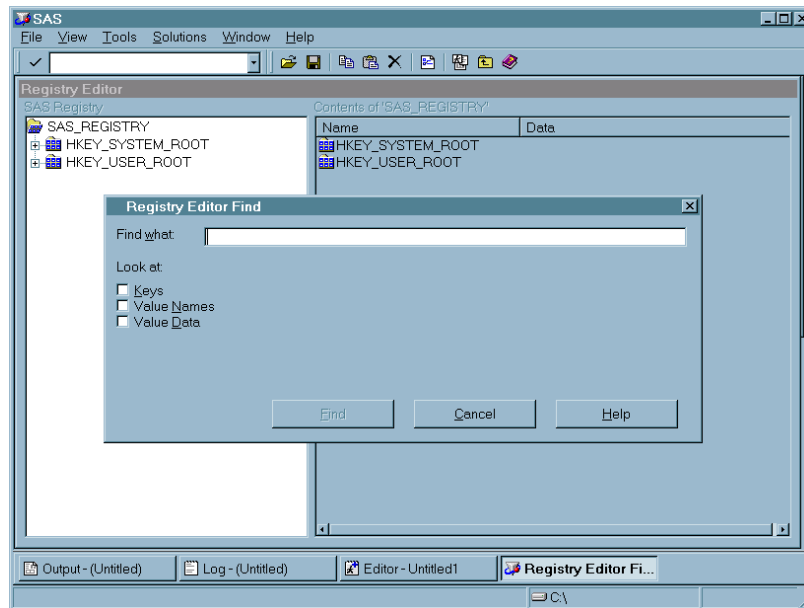 SAS
File View Tools Solutions Window Help
Registry Editor
SAS Registry
Contents of 'SAS_REGISTRY'
SAS_REGISTRY
HKEY_SYSTEM_ROOT
HKEY_USER_ROOT
Name Data
HKEY_SYSTEM_ROOT
HKEY_USER_ROOT
Registry Editor Find
Find what:
Look at:
Keys
Value Names
Value Data
Find Cancel Help
Output - (Untitled) Log - (Untitled) Editor - Untitled1 Registry Editor Fi...
C:\